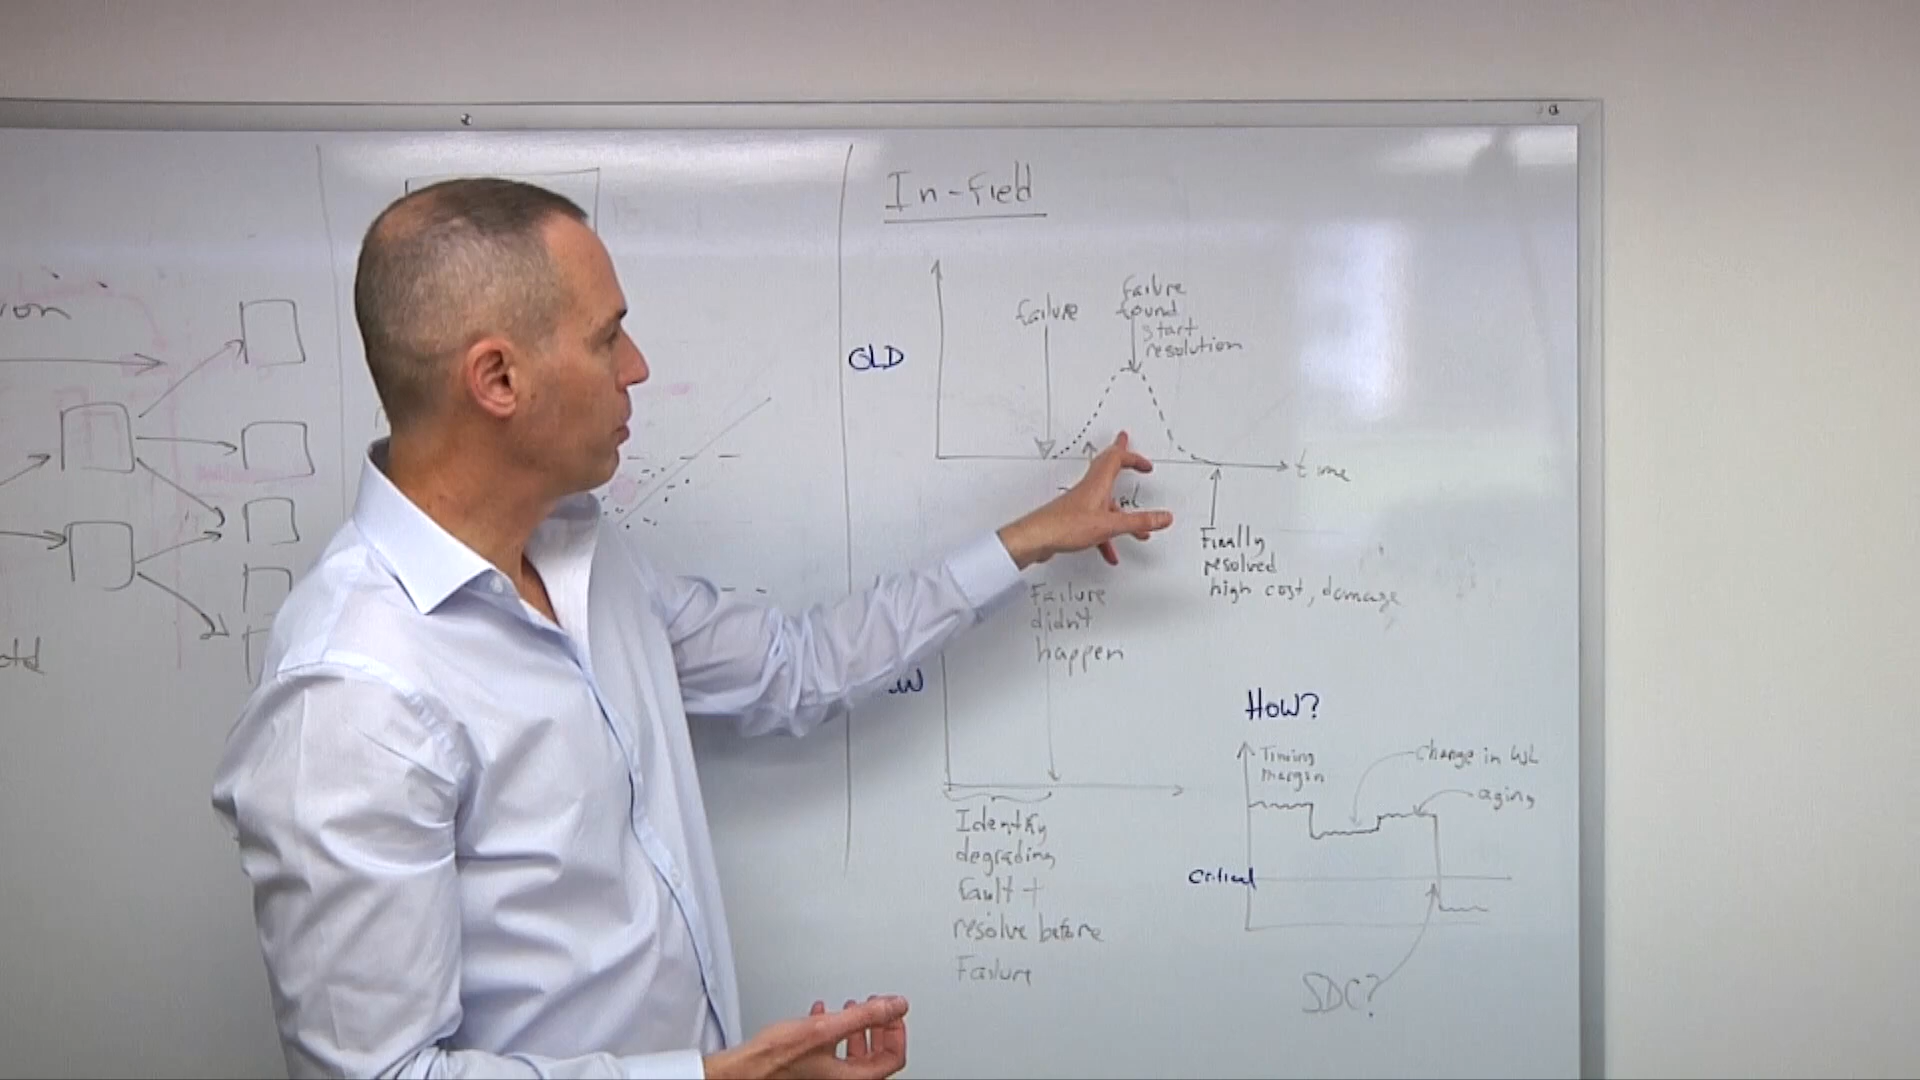 In-field
OLD
failure
failure
found
start
resolution
time
Finally
resolved
high cost, damage
Failure
didn't
happen
Identify
degrading
fault +
resolve before
Failure
HOW?
Timing
margin
change in WL
aging
Critical
SDC?